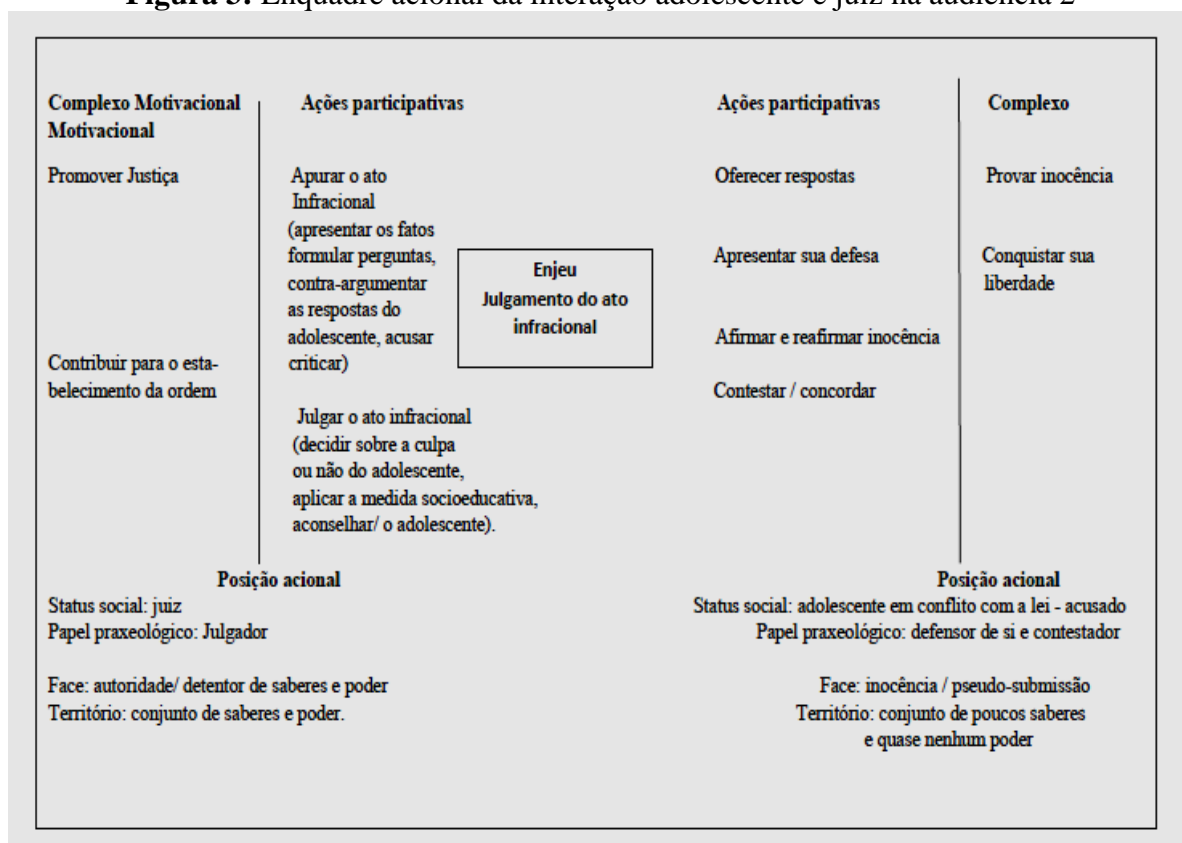 Figura 3: Enquadre acional da interação adolescente e juiz na audiência 2
Complexo Motivacional
Motivacional
Promover Justiça
Contribuir para o esta-
belecimento da ordem
Ações participativas
Apurar o ato
Infracional
(apresentar os fatos
formular perguntas,
contra-argumentar
as respostas do
adolescente, acusar
criticar)
Julgar o ato infracional
(decidir sobre a culpa
ou não do adolescente,
aplicar a medida socioeducativa,
aconselhar/ o adolescente).
Enjeu
Julgamento do ato
infracional
Ações participativas
Oferecer respostas
Apresentar sua defesa
Afirmar e reafirmar inocência
Contestar / concordar
Complexo
Provar inocência
Conquistar sua
liberdade
Posição acional
Status social: juiz
Papel praxeológico: Julgador
Face: autoridade/ detentor de saberes e poder
Território: conjunto de saberes e poder.
Posição acional
Status social: adolescente em conflito com a lei - acusado
Papel praxeológico: defensor de si e contestador
Face: inocência / pseudo-submissão
Território: conjunto de poucos saberes
e quase nenhum poder